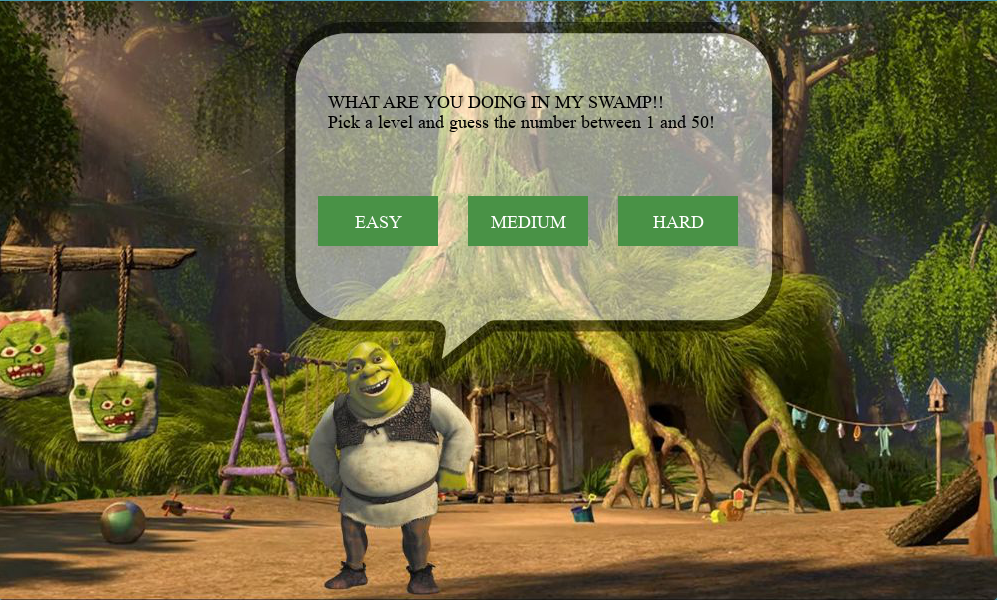 WHAT ARE YOU DOING IN MY SWAMP!!
Pick a level and guess the number between 1 and 50!
EASY MEDIUM HARD